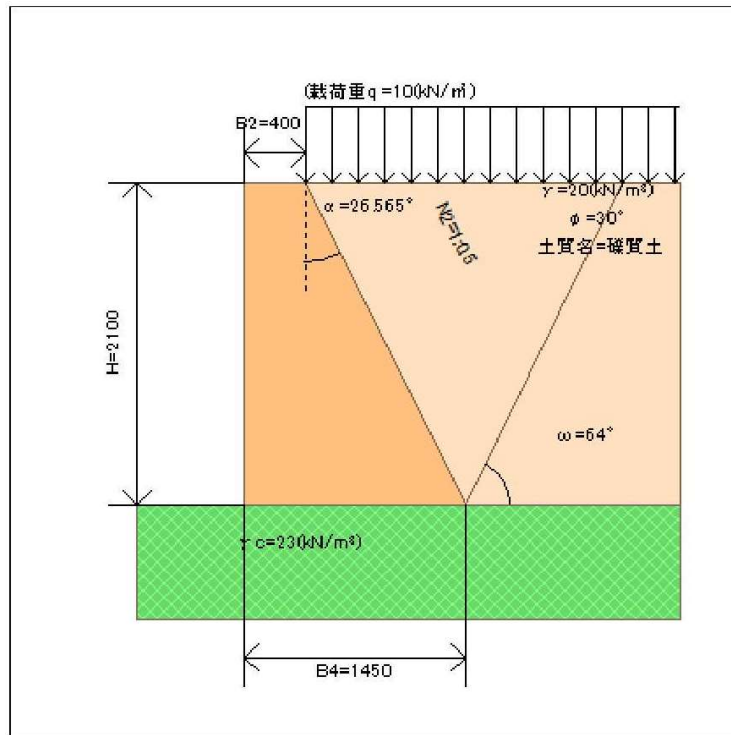 (載荷重q=10(kN/㎡)
B2=400
γ=20(kN/m³)
α=26.565°
N2=1:0.5
φ=30°
土質名=礫質土
H=2100
ω=64°
γc=23(kN/m³)
B4=1450